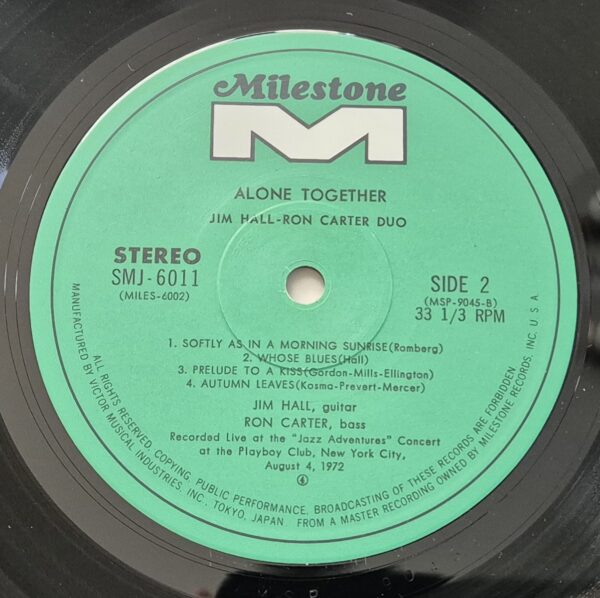 Milestone
M
ALONE TOGETHER
JIM HALL-RON CARTER DUO
STEREO
SMJ-6011
(MILES-6002)
SIDE 2
(MSP-9045-B)
33 1/3 RPM
1. SOFTLY AS IN A MORNING SUNRISE(Romberg)
2. WHOSE BLUES(Hall)
3. PRELUDE TO A KISS(Gordon-Mills-Ellington)
4. AUTUMN LEAVES(Kosma-Prevert-Mercer)
JIM HALL, guitar
RON CARTER, bass
Recorded Live at the "Jazz Adventures" Concert
at the Playboy Club, New York City,
August 4, 1972
4
ALL RIGHTS RESERVED. COPYING, PUBLIC PERFORMANCE, BROADCASTING OF THESE RECORDS ARE FORBIDDEN
MANUFACTURED BY VICTOR MUSICAL INDUSTRIES, INC., TOKYO, JAPAN FROM A MASTER RECORDING OWNED BY MILESTONE RECORDS, INC. U.S.A.